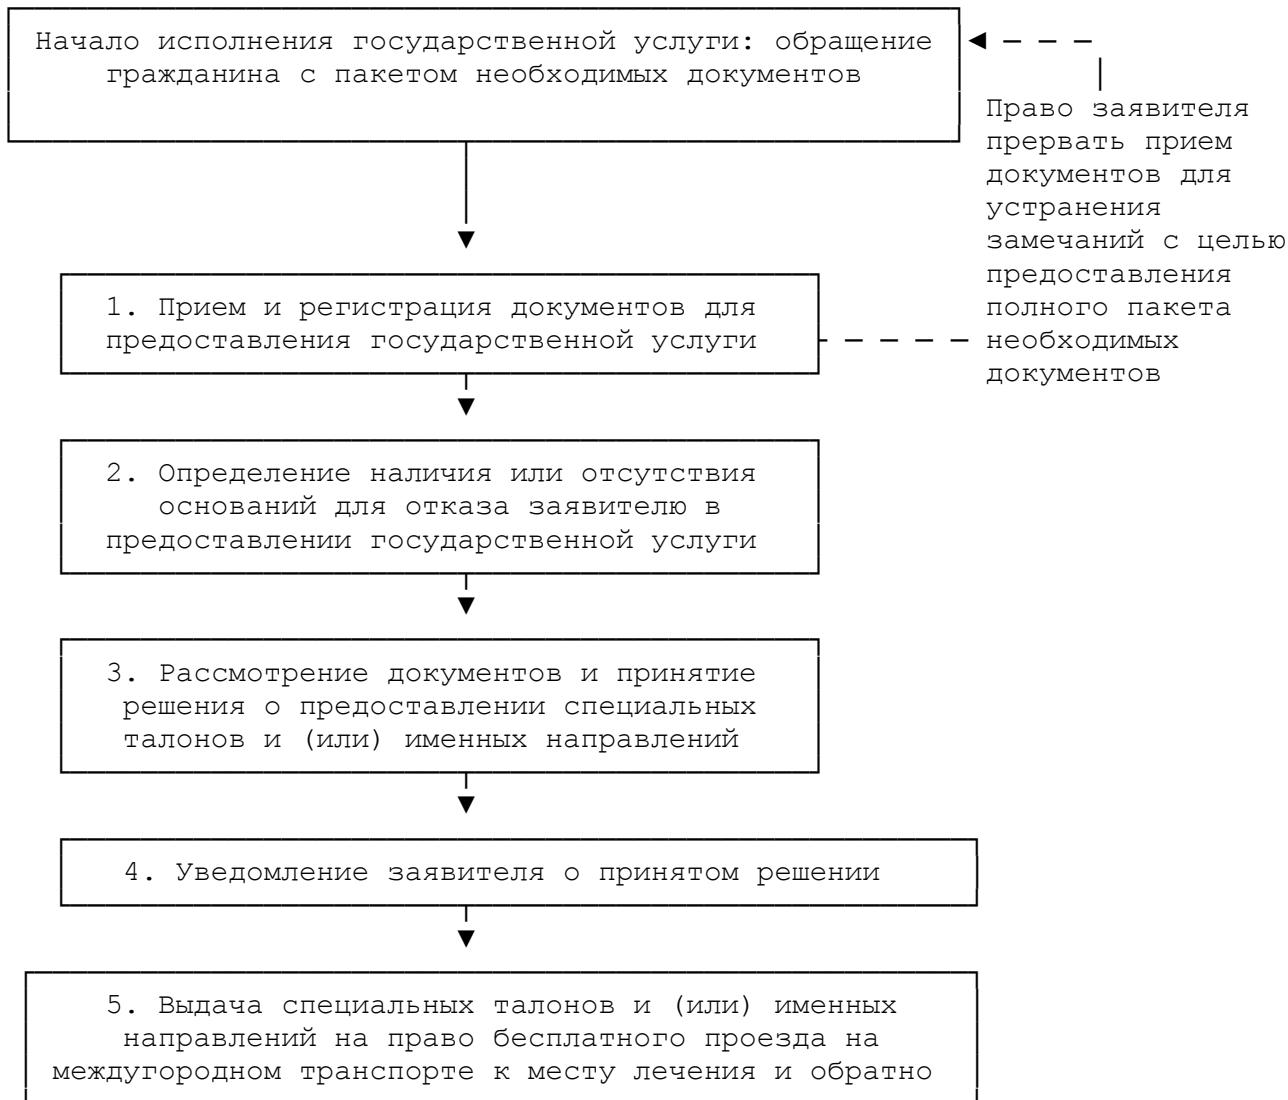 Начало исполнения государственной услуги: обращение
гражданина с пакетом необходимых документов
Право заявителя
прервать прием
документов для
устранения
замечаний с целью
предоставления
полного пакета
необходимых
документов
1. Прием и регистрация документов для
предоставления государственной услуги
2. Определение наличия или отсутствия
оснований для отказа заявителю в
предоставлении государственной услуги
3. Рассмотрение документов и принятие
решения о предоставлении специальных
талонов и (или) именных направлений
4. Уведомление заявителя о принятом решении
5. Выдача специальных талонов и (или) именных
направлений на право бесплатного проезда на
междугородном транспорте к месту лечения и обратно